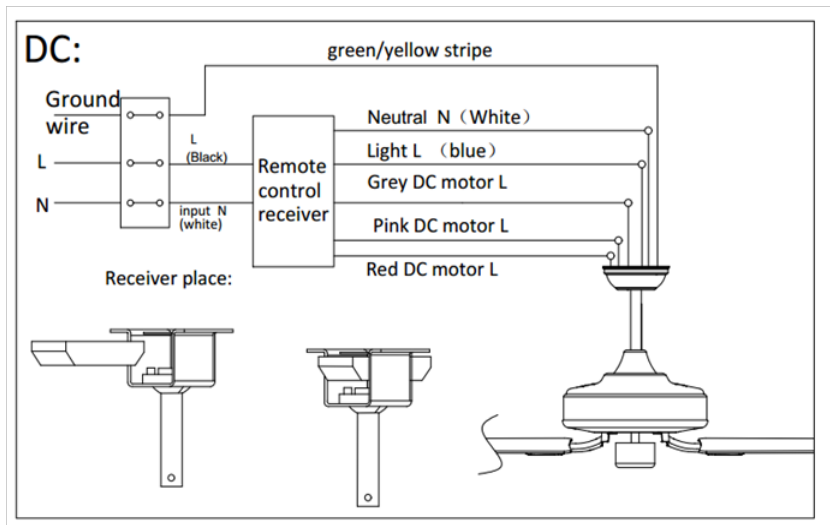 DC:
green/yellow stripe
Ground
wire
L
(Black)
Neutral N（White）
Light L （blue）
L
Remote
control
receiver
Grey DC motor L
N
input N
(white)
Pink DC motor L
Red DC motor L
Receiver place: